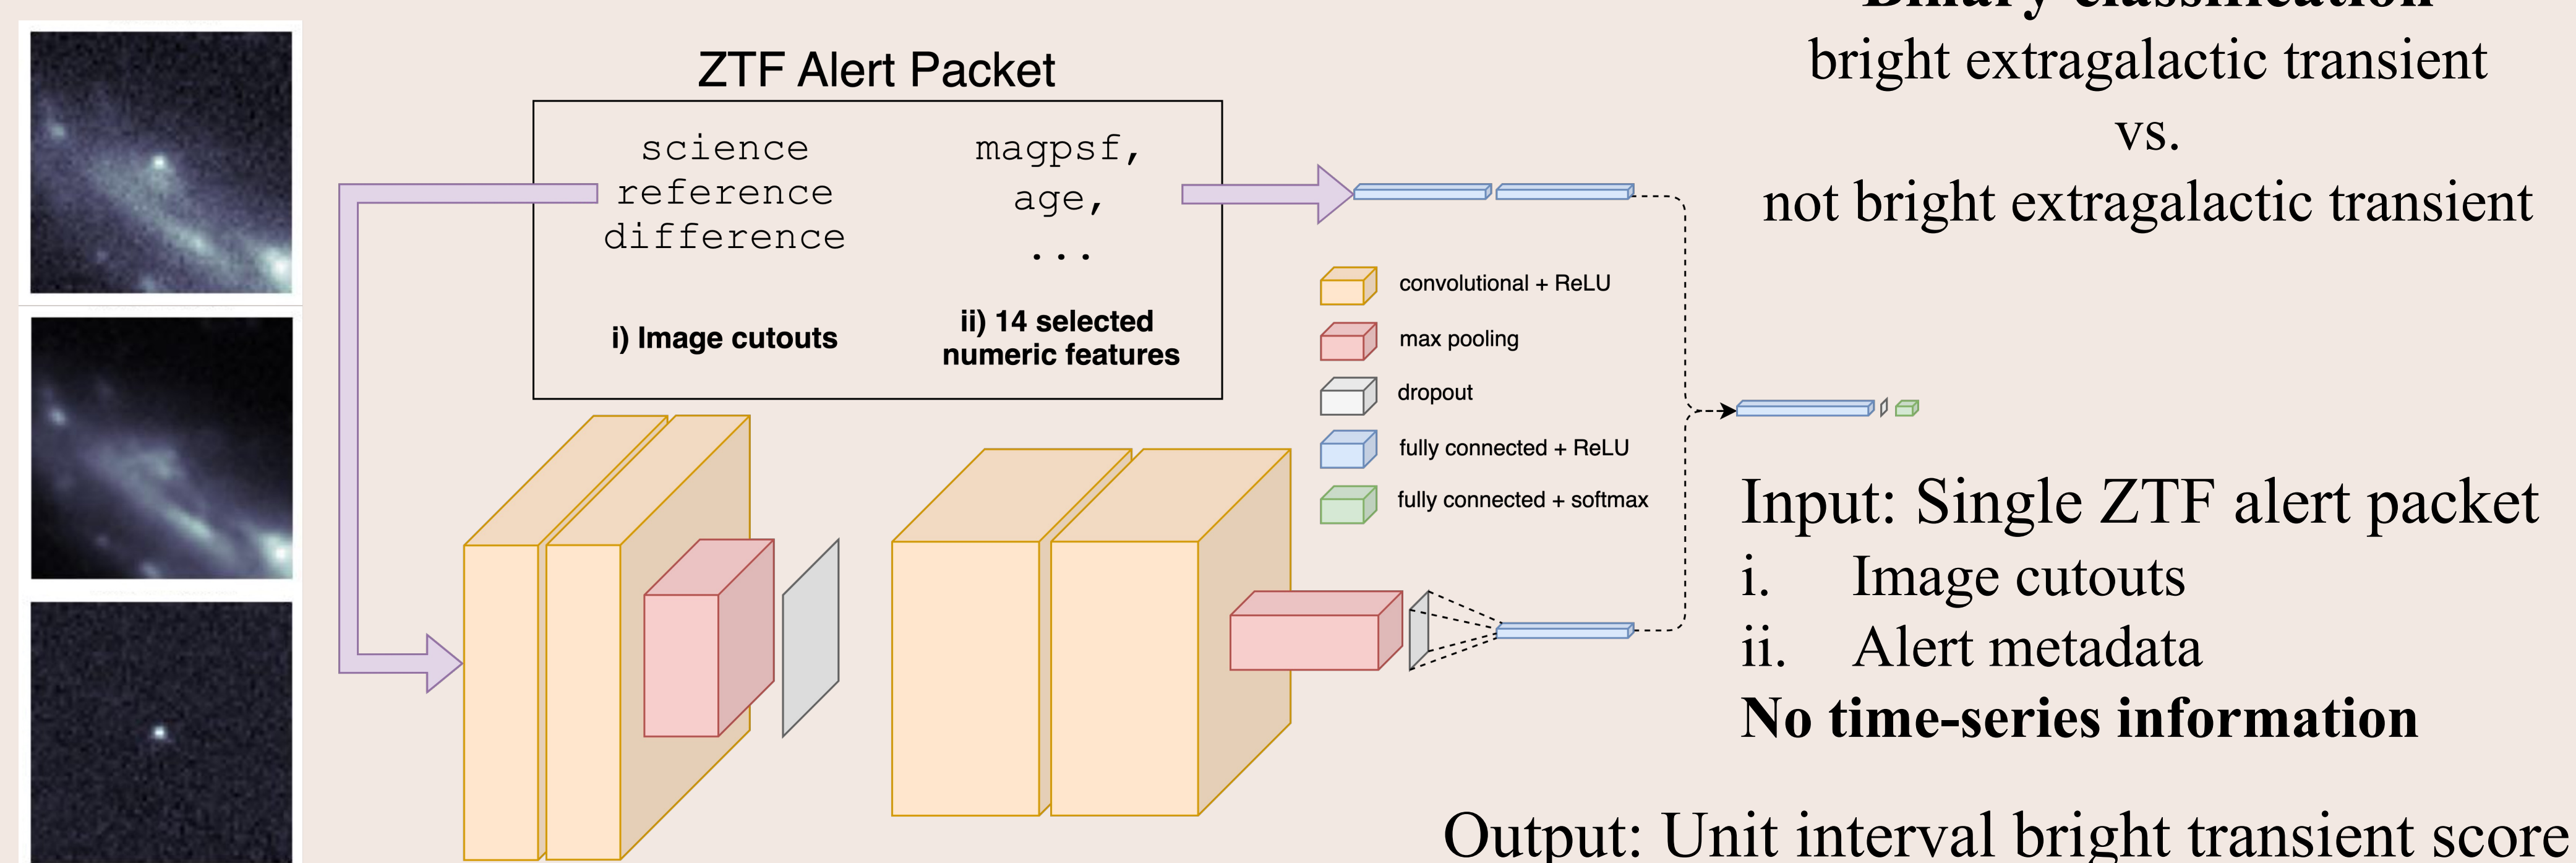 Binary classification
bright extragalactic transient
vs.
not bright extragalactic transient
ZTF Alert Packet
science
reference
difference
i) Image cutouts
magpsf,
age,
...
ii) 14 selected
numeric features
convolutional + ReLU
max pooling
dropout
fully connected + ReLU
fully connected + softmax
Input: Single ZTF alert packet
i. Image cutouts
ii. Alert metadata
No time-series information
Output: Unit interval bright transient score